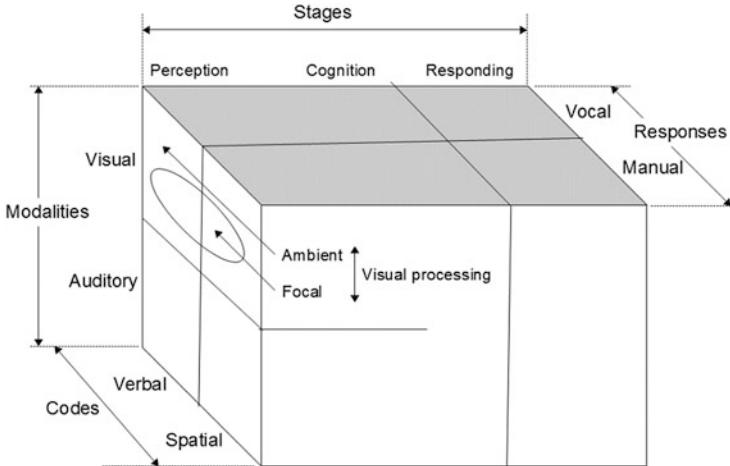 Stages
Perception Cognition Responding
Vocal
Responses
Manual
Visual
Modalities
Auditory
Ambient
Visual processing
Focal
Verbal
Codes
Spatial